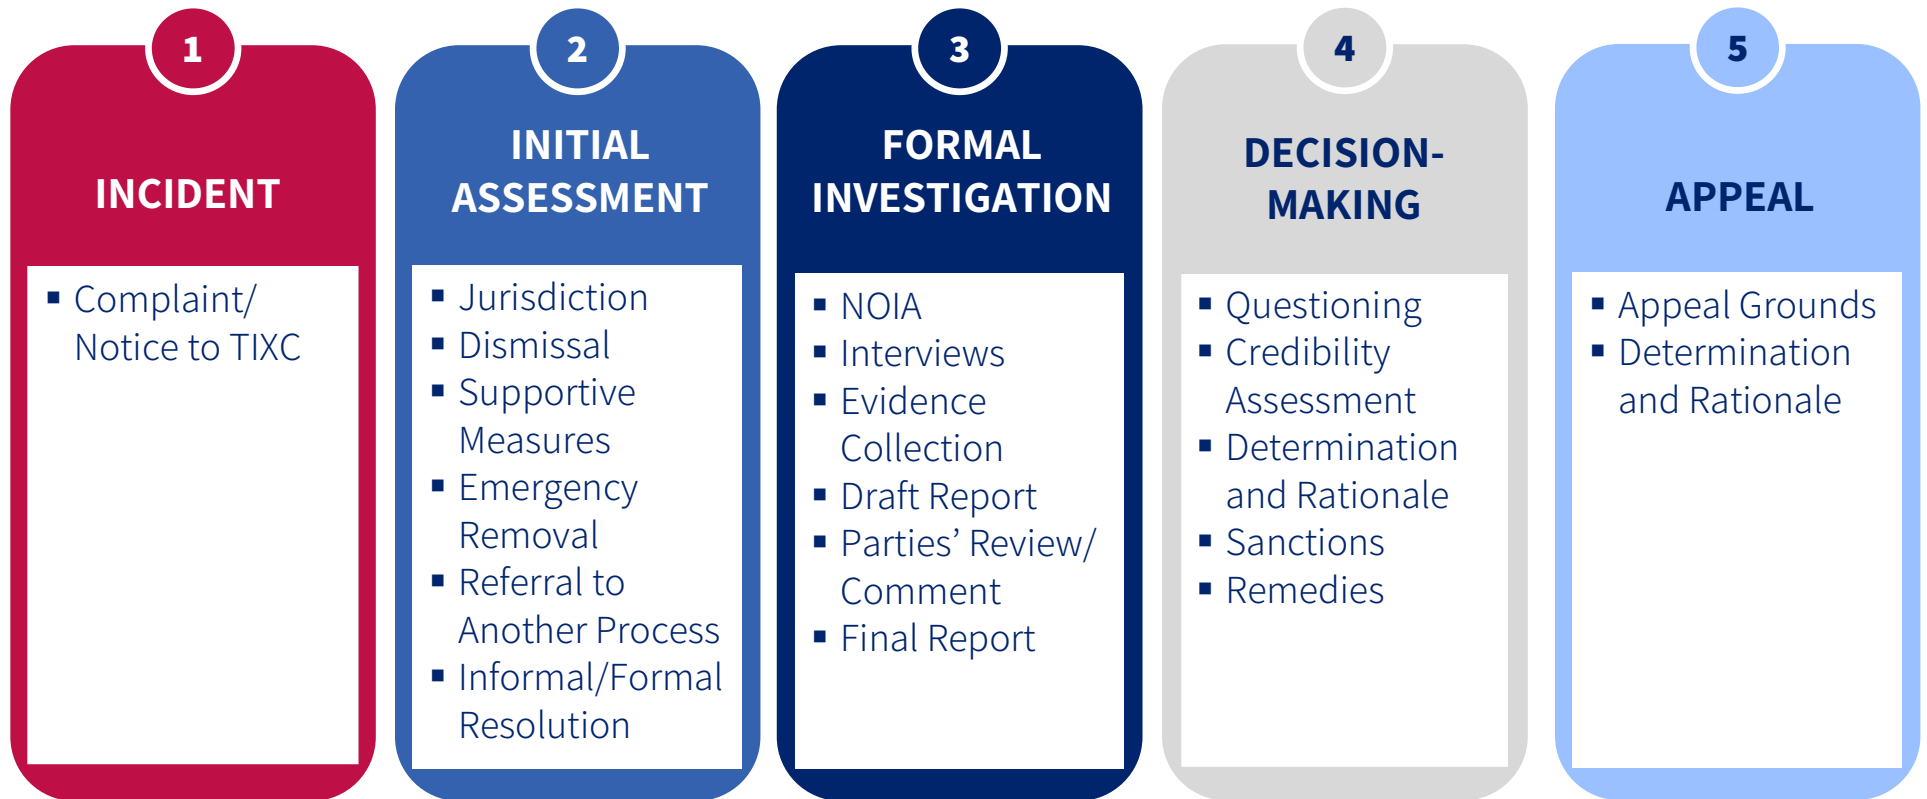 1
INCIDENT
▪ Complaint/
Notice to TIXC
2
INITIAL
ASSESSMENT
▪ Jurisdiction
▪ Dismissal
▪ Supportive
Measures
▪ Emergency
Removal
▪ Referral to
Another Process
▪ Informal/Formal
Resolution
3
FORMAL
INVESTIGATION
▪ NOIA
▪ Interviews
▪ Evidence
Collection
▪ Draft Report
▪ Parties’ Review/
Comment
▪ Final Report
4
DECISION-
MAKING
▪ Questioning
▪ Credibility
Assessment
▪ Determination
and Rationale
▪ Sanctions
▪ Remedies
5
APPEAL
▪ Appeal Grounds
▪ Determination
and Rationale